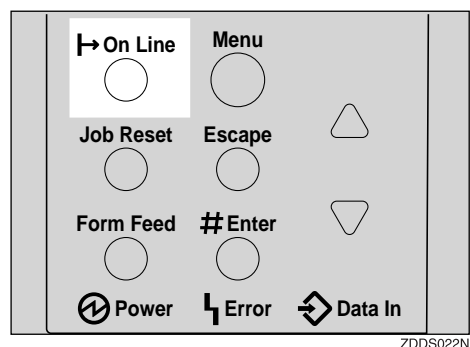 On Line Menu
Job Reset Escape
Form Feed # Enter
Power Error Data In
ZDDS022N